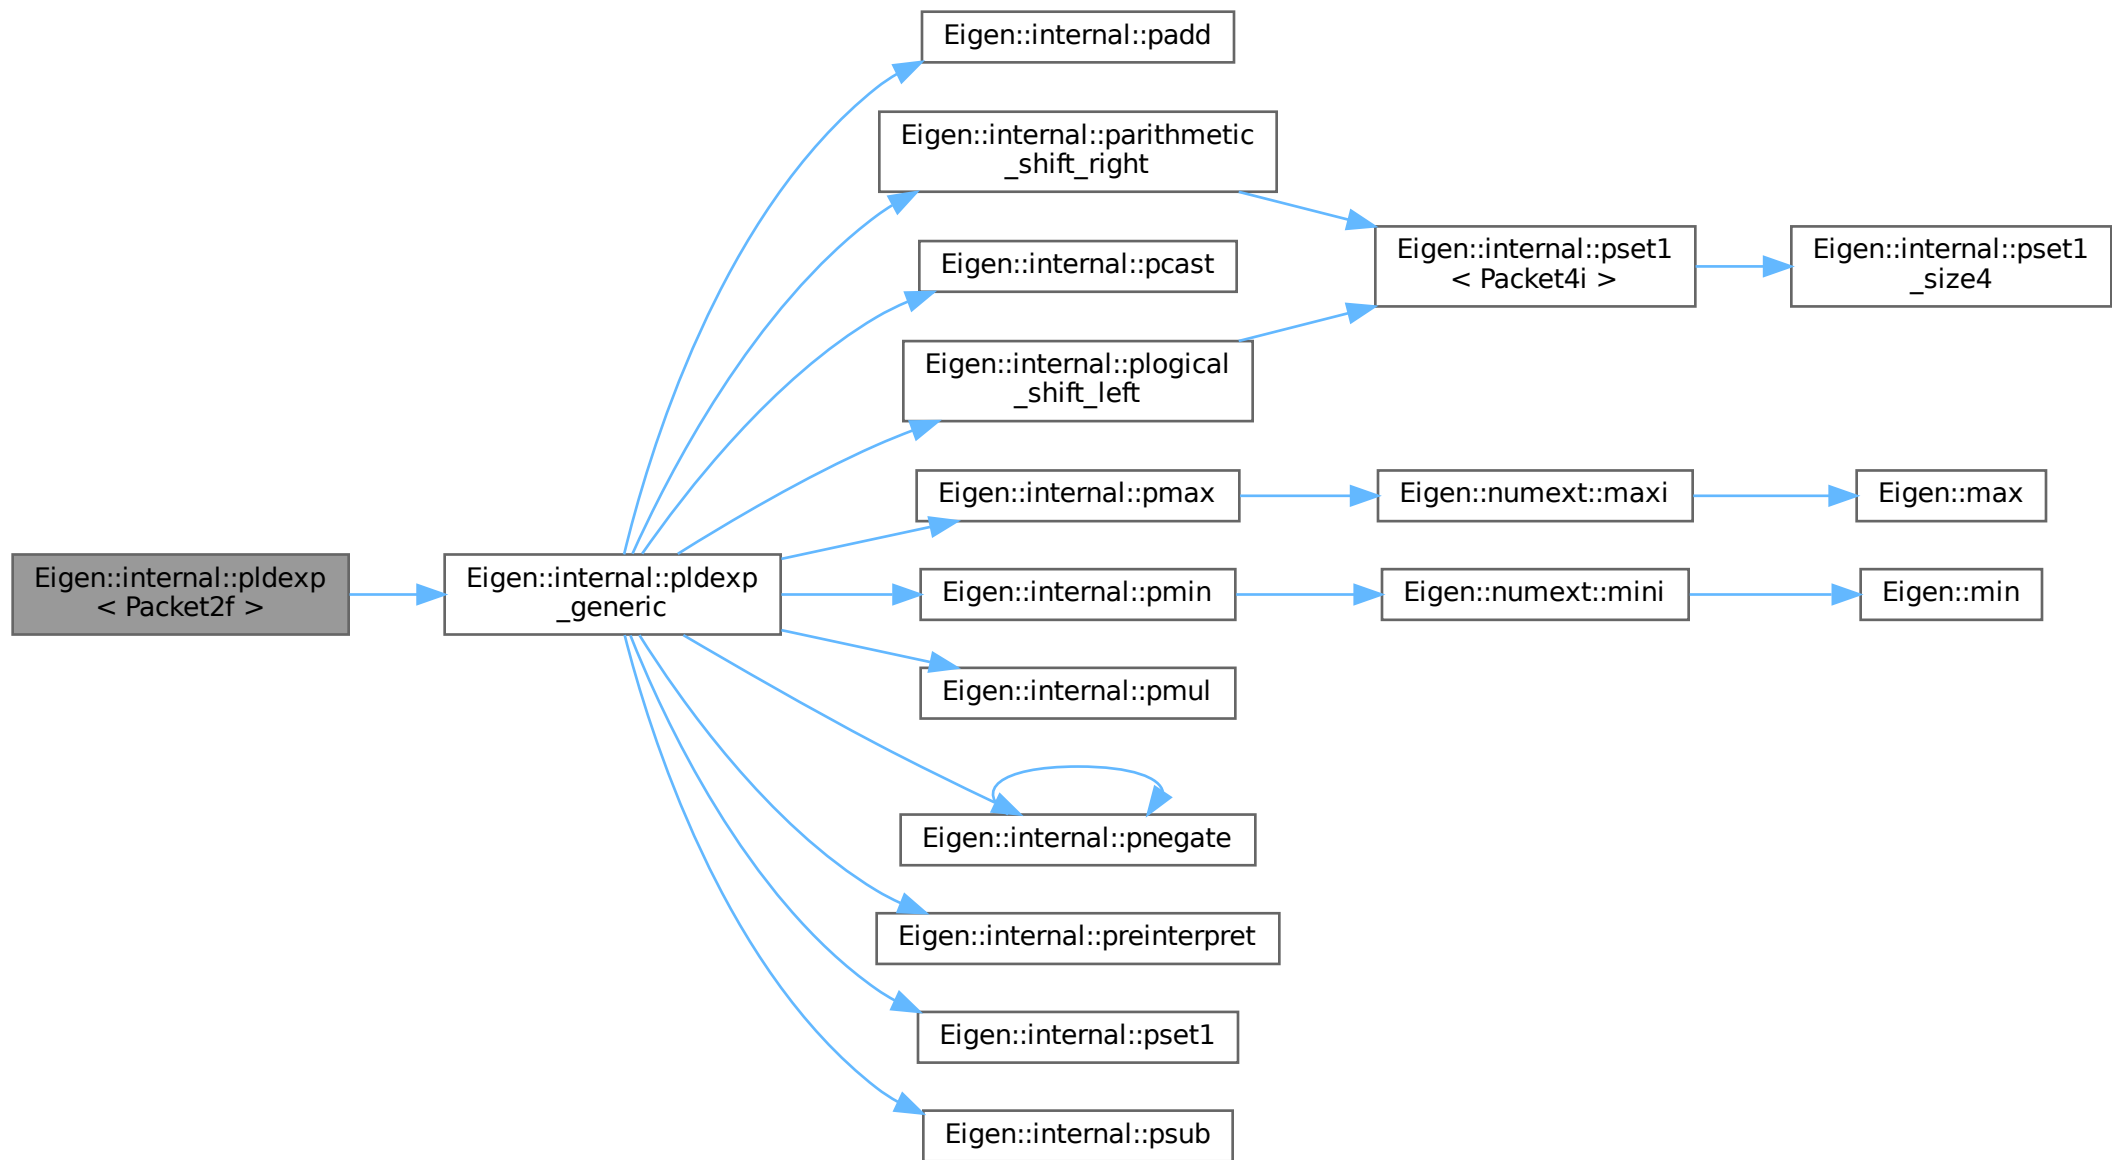 Eigen::internal::pldexp
< Packet2f >
Eigen::internal::pldexp
_generic
Eigen::internal::padd
Eigen::internal::parithmetic
_shift_right
Eigen::internal::pcast
Eigen::internal::plogical
_shift_left
Eigen::internal::pmax
Eigen::internal::pmin
Eigen::internal::pmul
Eigen::internal::pnegate
Eigen::internal::preinterpret
Eigen::internal::pset1
Eigen::internal::psub
Eigen::internal::pset1
< Packet4i >
Eigen::internal::pset1
_size4
Eigen::numext::maxi
Eigen::max
Eigen::numext::mini
Eigen::min